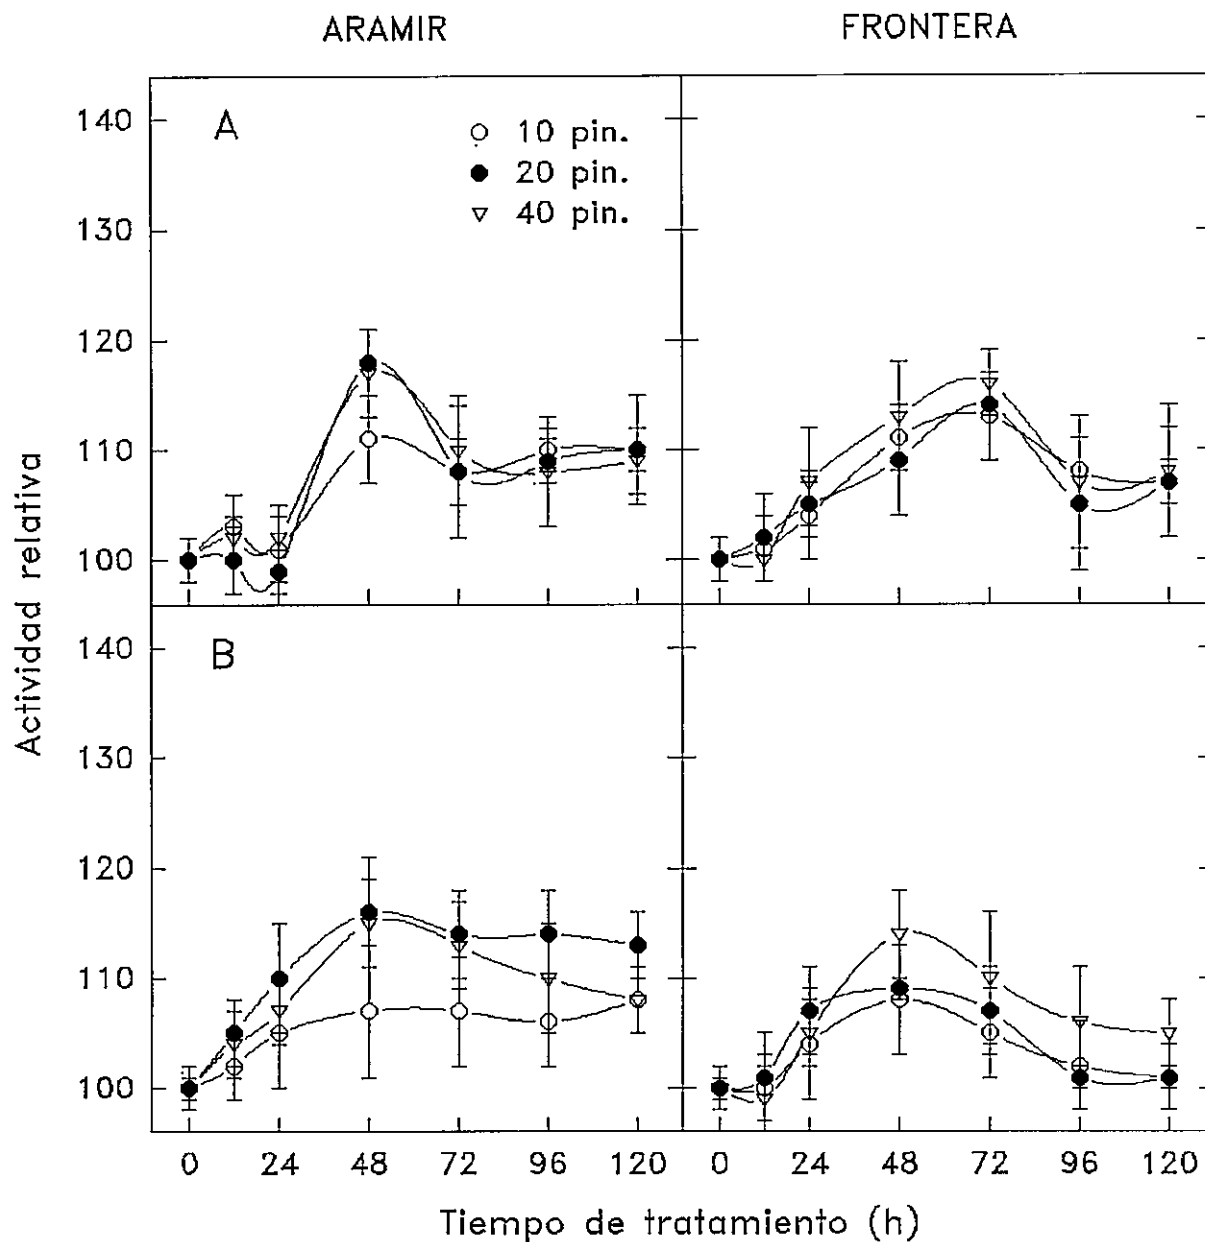 ARAMIR FRONTERA
A
10 pin.
20 pin.
40 pin.
140
130
120
110
100
B
140
130
120
110
100
0 24 48 72 96 120 0 24 48 72 96 120
Actividad relativa
Tiempo de tratamiento (h)